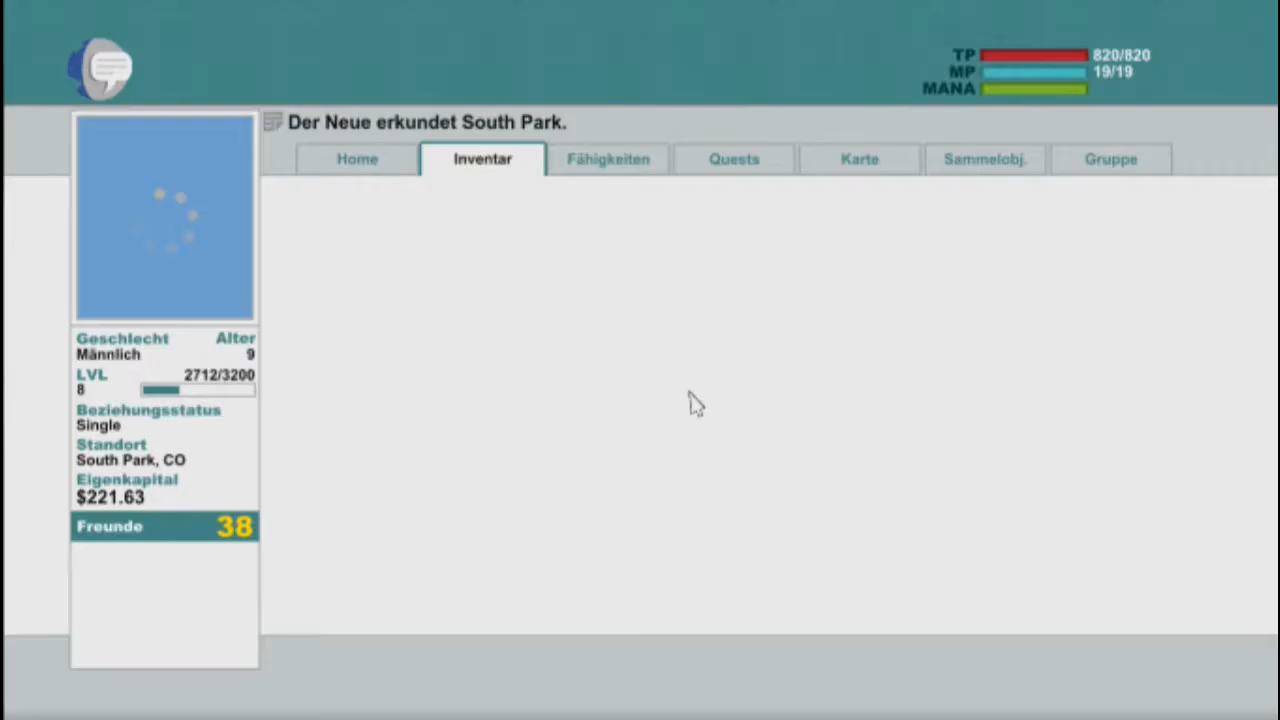 TP 820/820
MP 19/19
MANA
Der Neue erkundet South Park.
Home Inventar Fähigkeiten Quests Karte Sammelobj. Gruppe
Geschlecht Alter
Männlich 9
LVL 2712/3200
8
Beziehungsstatus
Single
Standort
South Park, CO
Eigenkapital
$221.63
Freunde 38